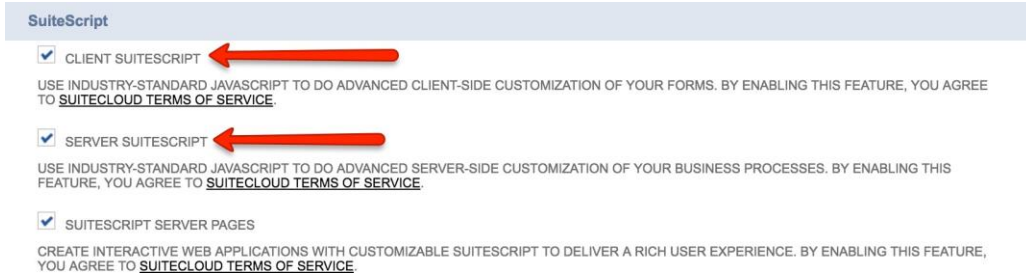 SuiteScript
CLIENT SUITESCRIPT
USE INDUSTRY-STANDARD JAVASCRIPT TO DO ADVANCED CLIENT-SIDE CUSTOMIZATION OF YOUR FORMS. BY ENABLING THIS FEATURE, YOU AGREE
TO SUITECLOUD TERMS OF SERVICE.
SERVER SUITESCRIPT
USE INDUSTRY-STANDARD JAVASCRIPT TO DO ADVANCED SERVER-SIDE CUSTOMIZATION OF YOUR BUSINESS PROCESSES. BY ENABLING THIS
FEATURE, YOU AGREE TO SUITECLOUD TERMS OF SERVICE.
SUITESCRIPT SERVER PAGES
CREATE INTERACTIVE WEB APPLICATIONS WITH CUSTOMIZABLE SUITESCRIPT TO DELIVER A RICH USER EXPERIENCE. BY ENABLING THIS FEATURE,
YOU AGREE TO SUITECLOUD TERMS OF SERVICE.